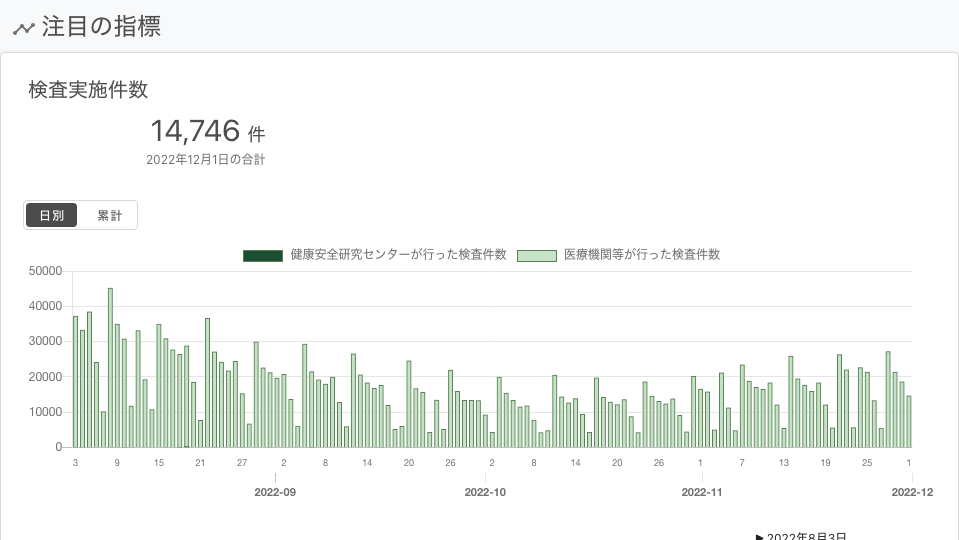 注目の指標
検査実施件数
14,746 件
2022年12月1日の合計
日別 累計
健康安全研究センターが行った検査件数 医療機関等が行った検査件数
50000
40000
30000
20000
10000
0
3 9 15 21 27 2 8 14 20 26 2 8 14 20 26 1 7 13 19 25 1
2022-09 2022-10 2022-11 2022-12
▶ 2022年8月3日